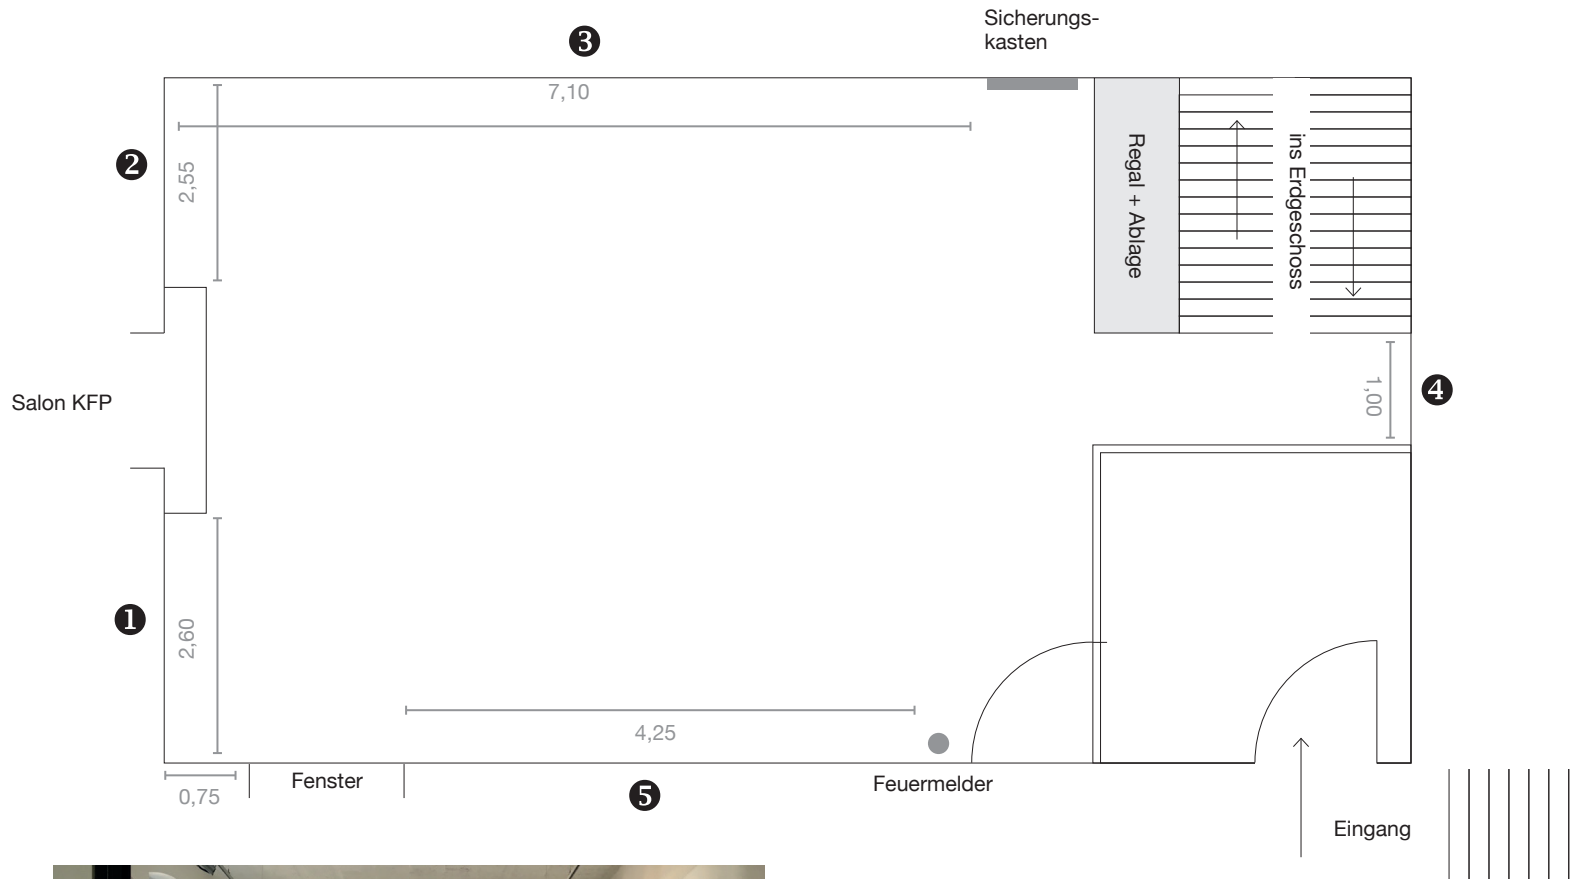 Sicherungs-
kasten
❸
7,10
❷
2,55
Regal + Ablage
ins Erdgeschoss
Salon KFP
1,00
❹
❶
2,60
4,25
0,75
Fenster
❺
Feuermelder
Eingang